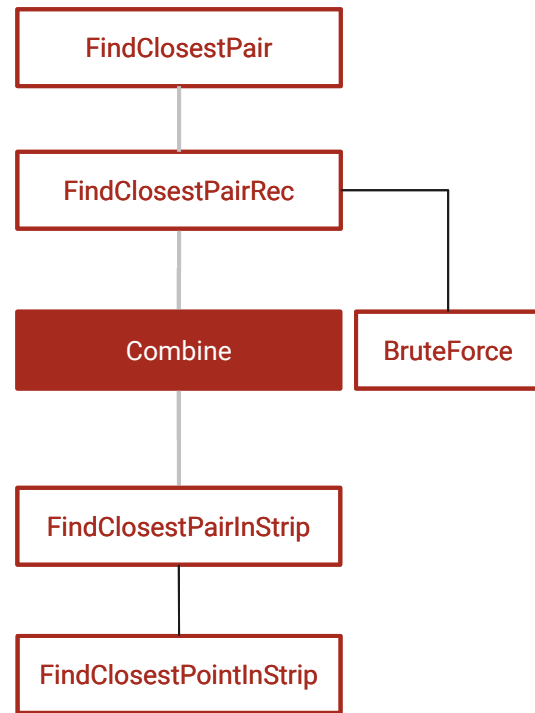 FindClosestPair
FindClosestPairRec
Combine
BruteForce
FindClosestPairInStrip
FindClosestPointInStrip